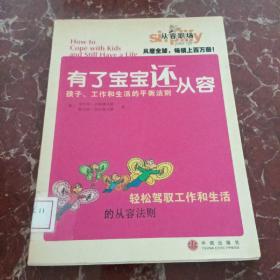 How to
Cope with Kids
and Still Have a Life
从容职场
simplify
风靡全球，畅销上百万册！
有了宝宝还从容
孩子、工作和生活的平衡法则
轻松驾驭工作和生活
的从容法则
中信出版社